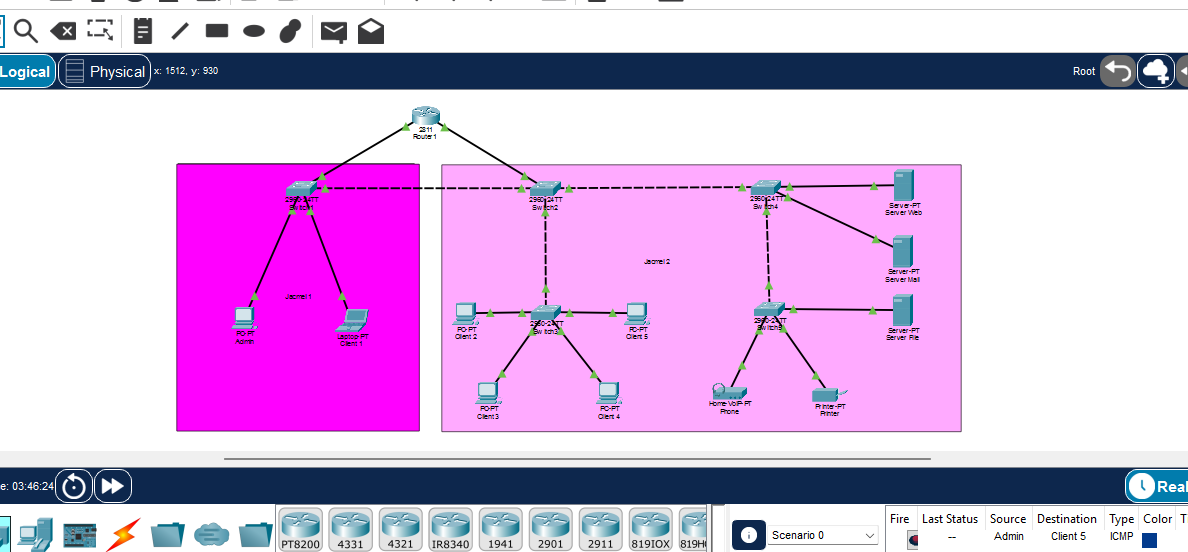 Logical
Physical
x: 1512, y: 930
Root
2811
Router1
2960-24TT
Switch1
2960-24TT
Switch2
2960-24TT
Switch4
Server-PT
Server Web
Server-PT
Server Mail
Jacmel 2
Jacmel 1
PC-PT
Admin
Laptop-PT
Client 1
PC-PT
Client 2
2960-24TT
Switch3
PC-PT
Client 5
2960-24TT
Switch5
Server-PT
Server File
PC-PT
Client 3
PC-PT
Client 4
Home-VoIP-PT
Phone
Printer-PT
Printer
e: 03:46:24
Real
PT8200
4331
4321
IR8340
1941
2901
2911
819IOX
819H
Scenario 0
Fire Last Status Source Destination Type Color T
-- Admin Client 5 ICMP